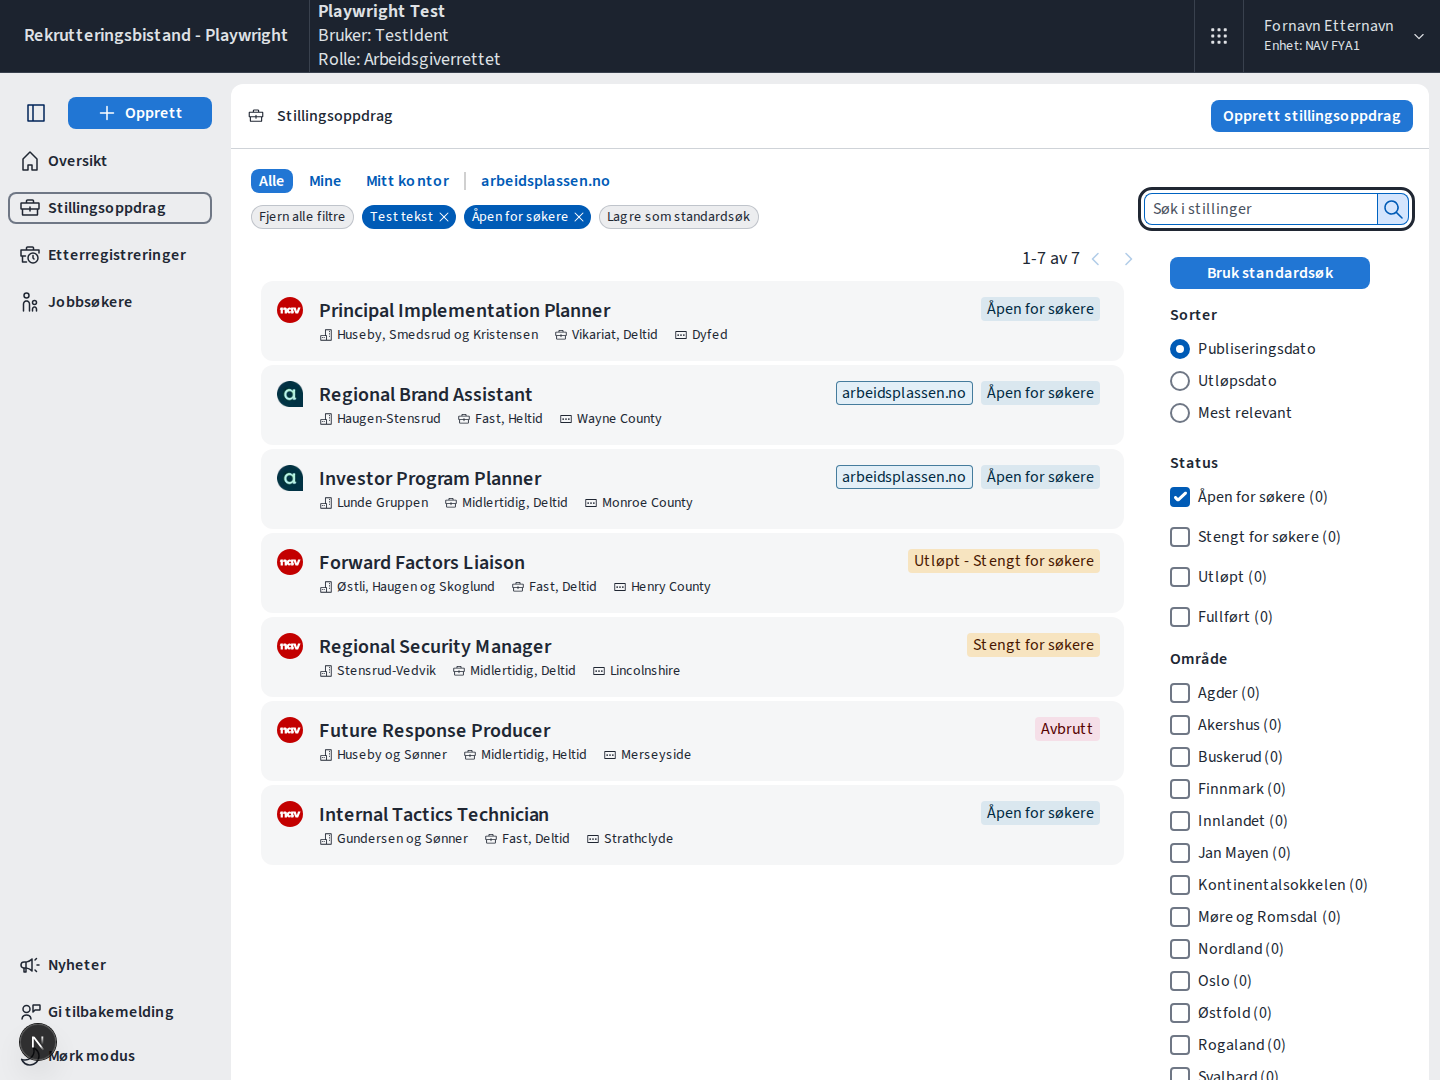 Rekrutteringsbistand - Playwright
Playwright Test
Bruker: TestIdent
Rolle: Arbeidsgiverrettet
Fornavn Etternavn
Enhet: NAV FYA1
Opprett
Oversikt
Stillingsoppdrag
Etterregistreringer
Jobbsøkere
Nyheter
Gi tilbakemelding
N
Mørk modus
Stillingsoppdrag
Opprett stillingsoppdrag
Alle Mine Mitt kontor arbeidsplassen.no
Fjern alle filtre Test tekst Åpen for søkere Lagre som standardsøk
1-7 av 7
nav Principal Implementation Planner Åpen for søkere
Huseby, Smedsrud og Kristensen Vikariat, Deltid Dyfed
a Regional Brand Assistant arbeidsplassen.no Åpen for søkere
Haugen-Stensrud Fast, Heltid Wayne County
a Investor Program Planner arbeidsplassen.no Åpen for søkere
Lunde Gruppen Midlertidig, Deltid Monroe County
nav Forward Factors Liaison Utløpt - Stengt for søkere
Østli, Haugen og Skoglund Fast, Deltid Henry County
nav Regional Security Manager Stengt for søkere
Stensrud-Vedvik Midlertidig, Deltid Lincolnshire
nav Future Response Producer Avbrutt
Huseby og Sønner Midlertidig, Heltid Merseyside
nav Internal Tactics Technician Åpen for søkere
Gundersen og Sønner Fast, Deltid Strathclyde
Søk i stillinger
Bruk standardsøk
Sorter
Publiseringsdato
Utløpsdato
Mest relevant
Status
Åpen for søkere (0)
Stengt for søkere (0)
Utløpt (0)
Fullført (0)
Område
Agder (0)
Akershus (0)
Buskerud (0)
Finnmark (0)
Innlandet (0)
Jan Mayen (0)
Kontinentalsokkelen (0)
Møre og Romsdal (0)
Nordland (0)
Oslo (0)
Østfold (0)
Rogaland (0)
Svalbard (0)